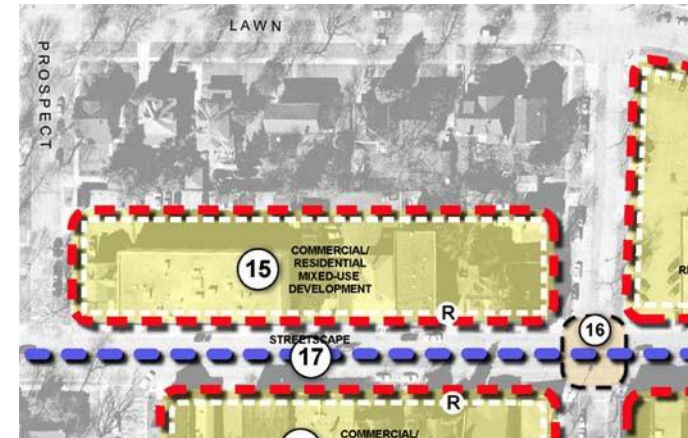 LAWN
PROSPECT
15
COMMERCIAL/
RESIDENTIAL
MIXED-USE
DEVELOPMENT
R
16
STREETSCAPE
17
R
COMMERCIAL/